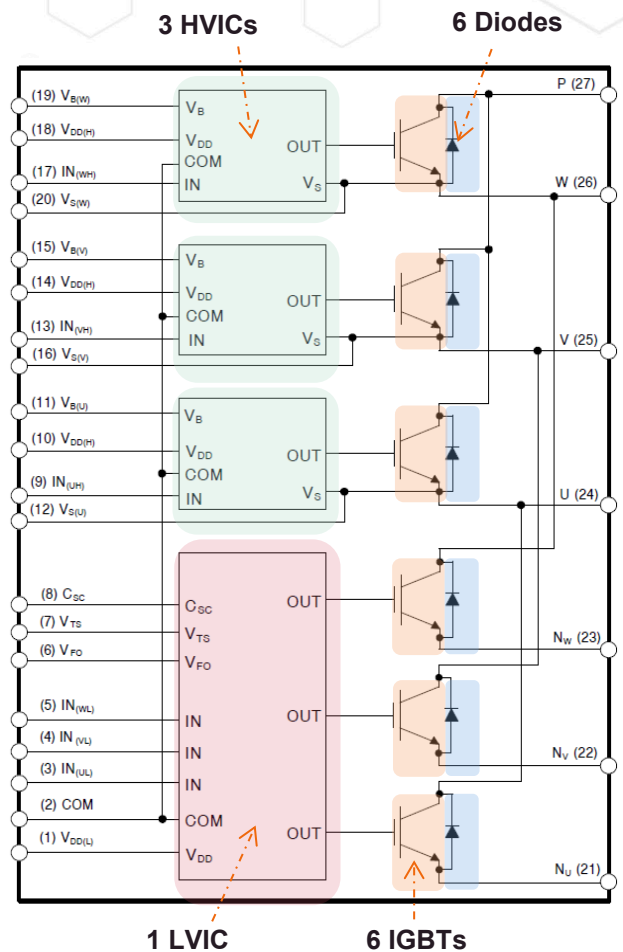 3 HVICs
6 Diodes
(19) VB(W)
(18) VDD(H)
(17) IN(WH)
(20) VS(W)
VB
VDD
COM
IN
OUT
VS
P (27)
W (26)
(15) VB(V)
(14) VDD(H)
(13) IN(VH)
(16) VS(V)
VB
VDD
COM
IN
OUT
VS
V (25)
(11) VB(U)
(10) VDD(H)
(9) IN(UH)
(12) VS(U)
VB
VDD
COM
IN
OUT
VS
U (24)
(8) CSC
(7) VTS
(6) VFO
(5) IN(WL)
(4) IN(VL)
(3) IN(UL)
(2) COM
(1) VDD(L)
CSC
VTS
VFO
IN
IN
IN
COM
VDD
OUT
OUT
OUT
NW (23)
NV (22)
NU (21)
1 LVIC
6 IGBTs